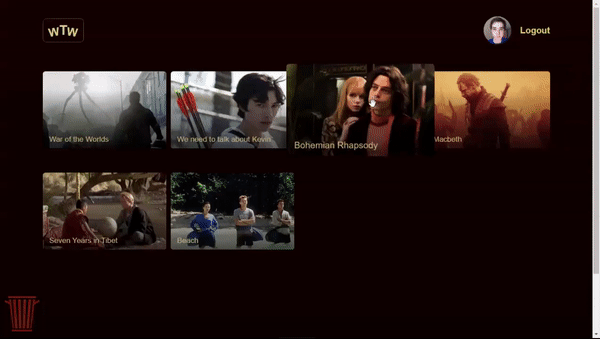 WTW
Logout
War of the Worlds
We need to talk about Kevin
Bohemian Rhapsody
Macbeth
Seven Years in Tibet
Beach